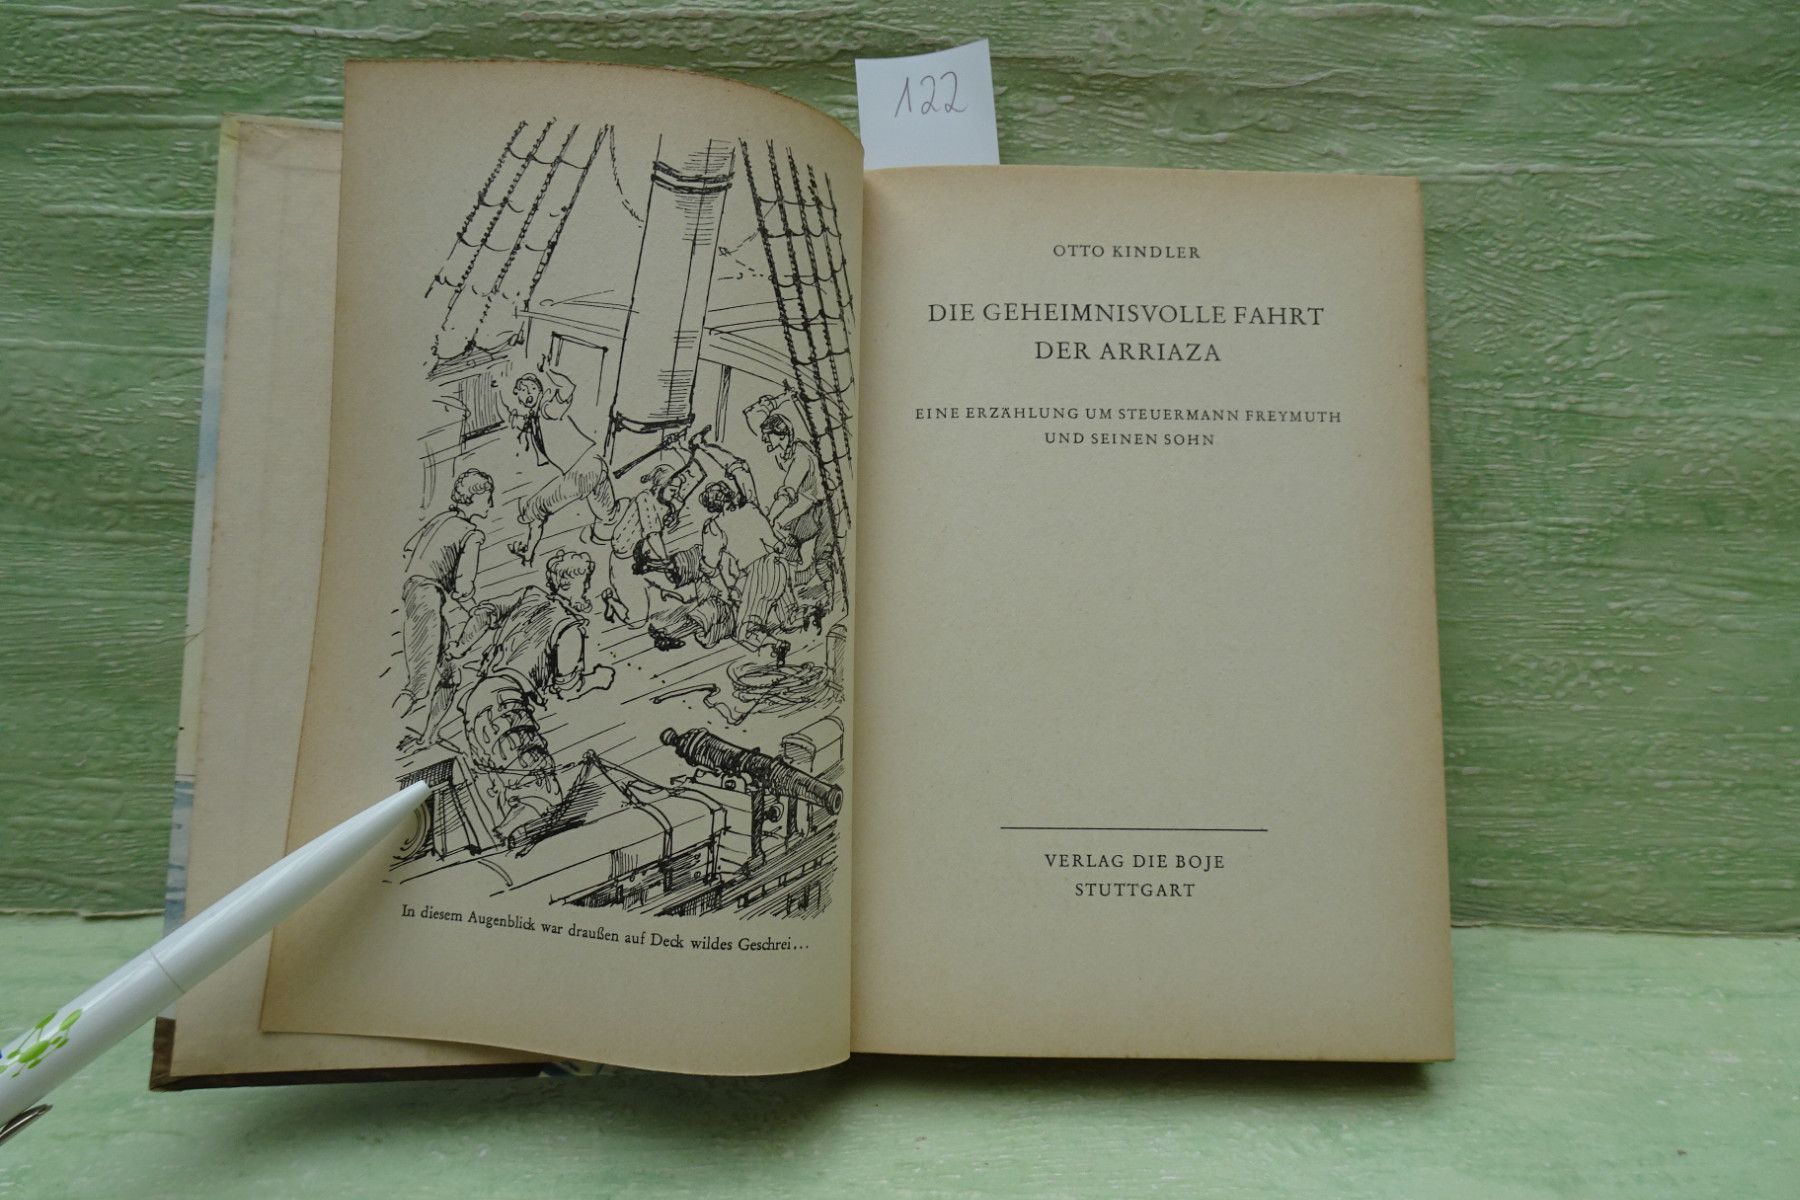 122
In diesem Augenblick war draußen auf Deck wildes Geschrei...
OTTO KINDLER
DIE GEHEIMNISVOLLE FAHRT
DER ARRIAZA
EINE ERZÄHLUNG UM STEUERMANN FREYMUTH
UND SEINEN SOHN
VERLAG DIE BOJE
STUTTGART